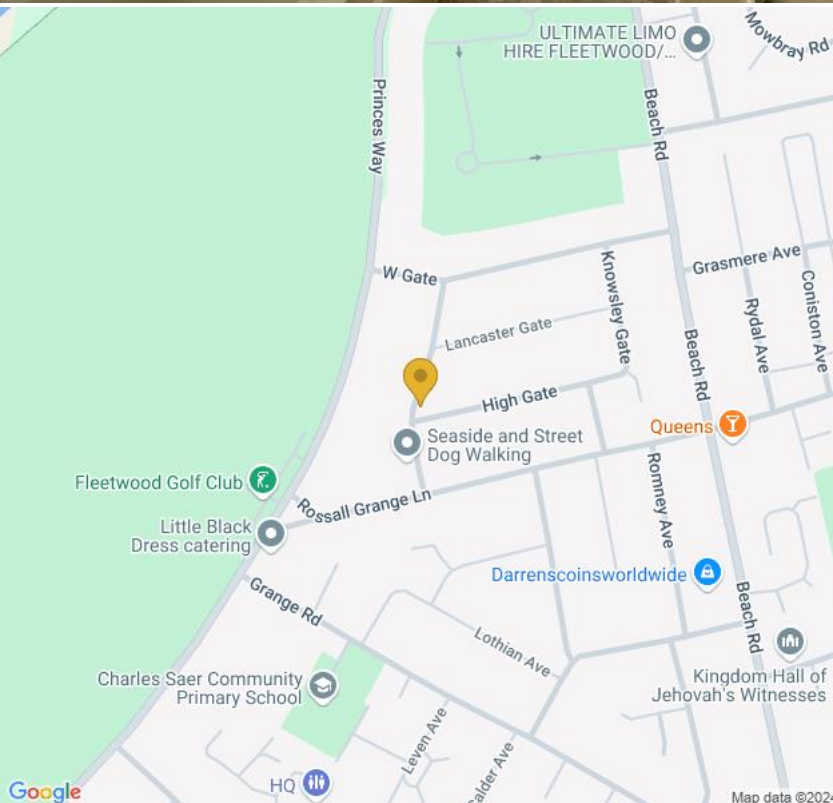 ULTIMATE LIMO
HIRE FLEETWOOD/...
Mowbray Rd
Princes Way
Beach Rd
W Gate
Knowsley Gate
Grasmere Ave
Rydal Ave
Coniston Ave
Lancaster Gate
Beach Rd
High Gate
Queens
Seaside and Street
Dog Walking
Romney Ave
Fleetwood Golf Club
Rossall Grange Ln
Little Black
Dress catering
Darrenscoinsworldwide
Grange Rd
Beach Rd
Lothian Ave
Charles Saer Community
Primary School
Kingdom Hall of
Jehovah's Witnesses
Leven Ave
Calder Ave
HQ
Google
Map data ©2024